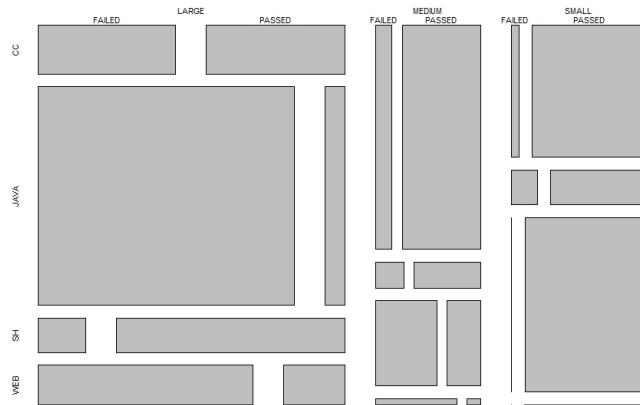 LARGE MEDIUM SMALL
FAILED PASSED FAILED PASSED FAILED PASSED
CC
JAVA
SH
WEB